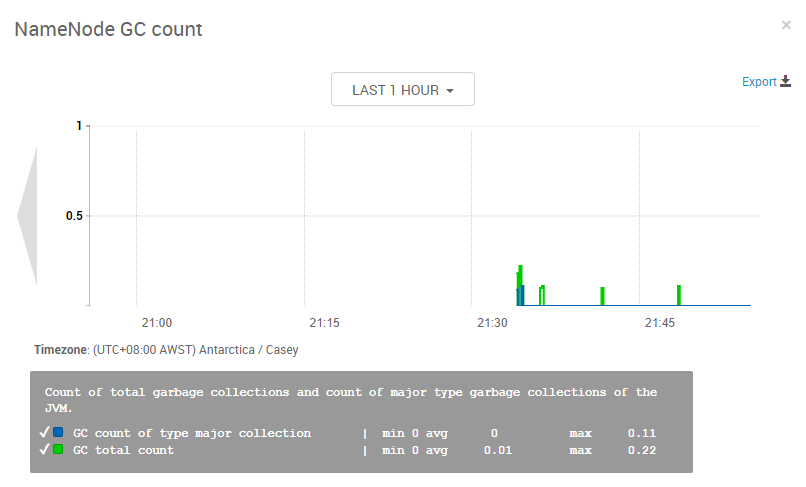 NameNode GC count
×
LAST 1 HOUR
Export
1
0.5
21:00 21:15 21:30 21:45
Timezone: (UTC+08:00 AWST) Antarctica / Casey
Count of total garbage collections and count of major type garbage collections of the
JVM.
GC count of type major collection | min 0 avg 0 max 0.11
GC total count | min 0 avg 0.01 max 0.22